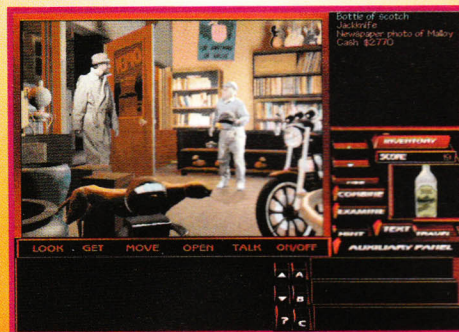 Bottle of scotch
Jackknife
Newspaper photo of Malloy
Cash $2770
INVENTORY
SCORE
COMBINE
EXAMINE
HINT
TEXT
TRAVEL
LOOK
GET
MOVE
OPEN
TALK
ON/OFF
AUXILIARY PANEL
A
B
?
C